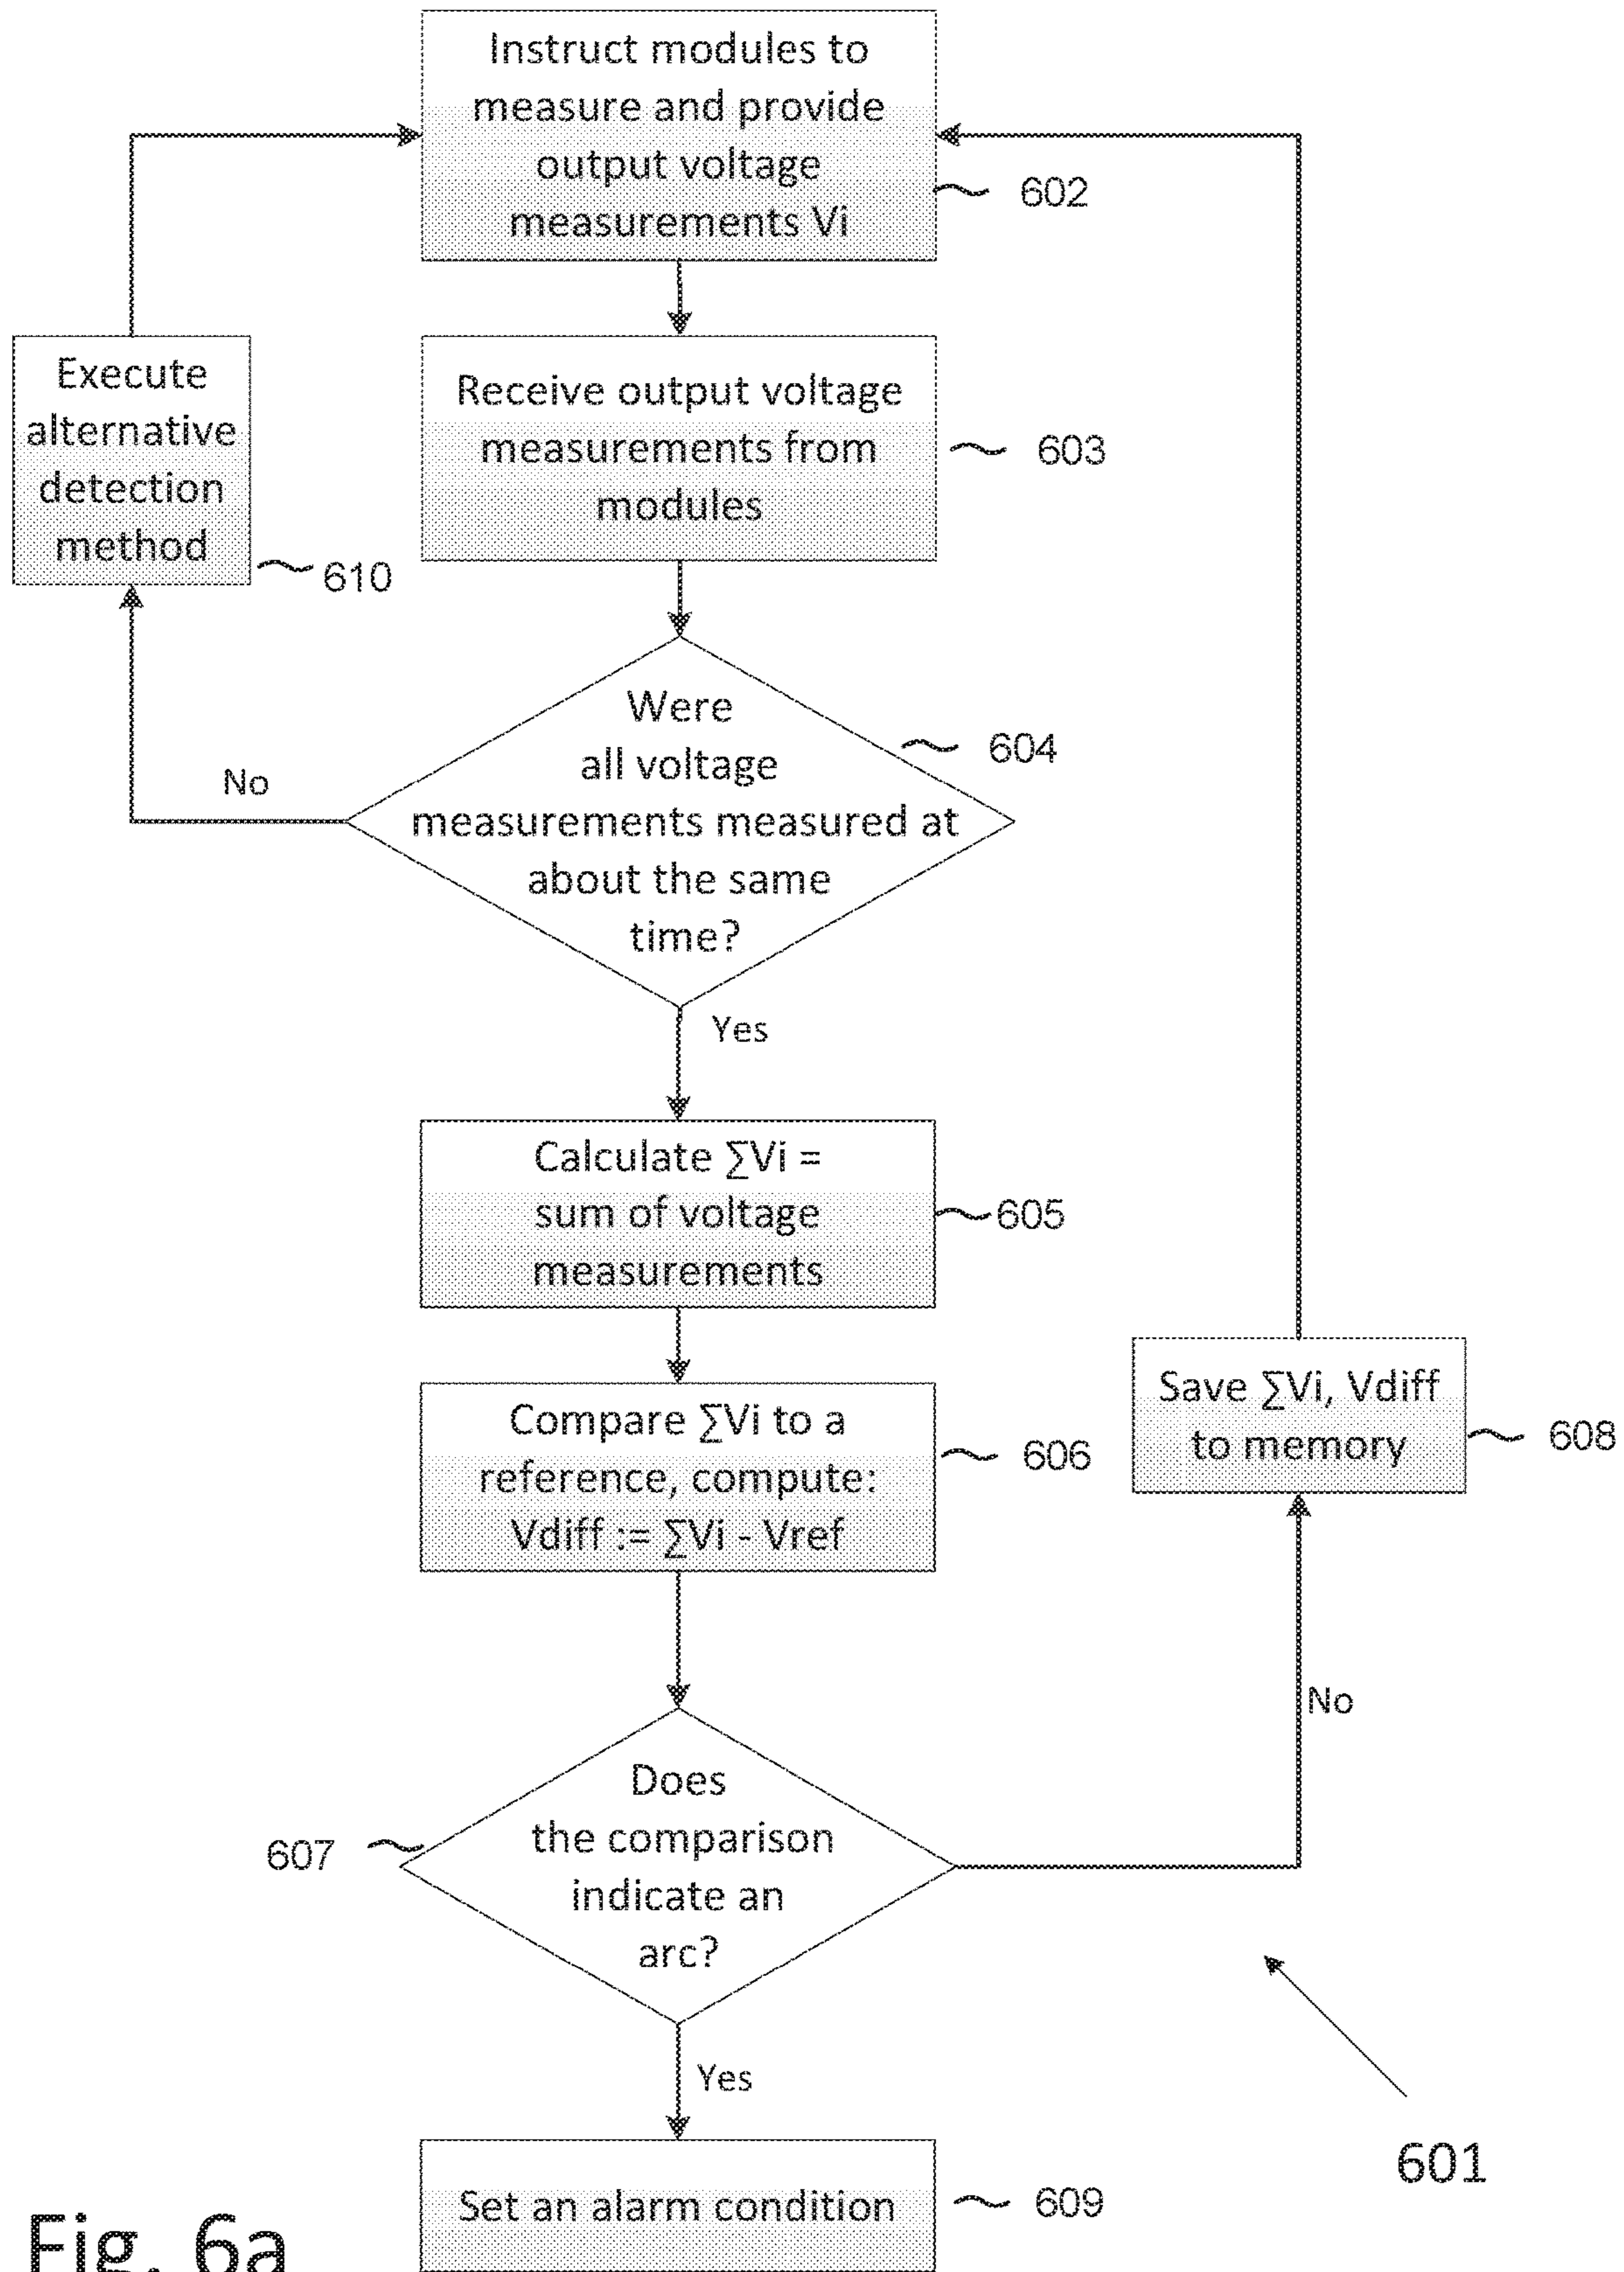 Instruct modules to
measure and provide
output voltage
measurements Vi
602
Execute
alternative
detection
method
610
Receive output voltage
measurements from
modules
603
Were
all voltage
measurements measured at
about the same
time?
604
No
Yes
Calculate ∑Vi =
sum of voltage
measurements
605
Compare ∑Vi to a
reference, compute:
Vdiff := ∑Vi - Vref
606
Save ∑Vi, Vdiff
to memory
608
No
Does
the comparison
indicate an
arc?
607
Yes
601
Set an alarm condition
609
Fig. 6a